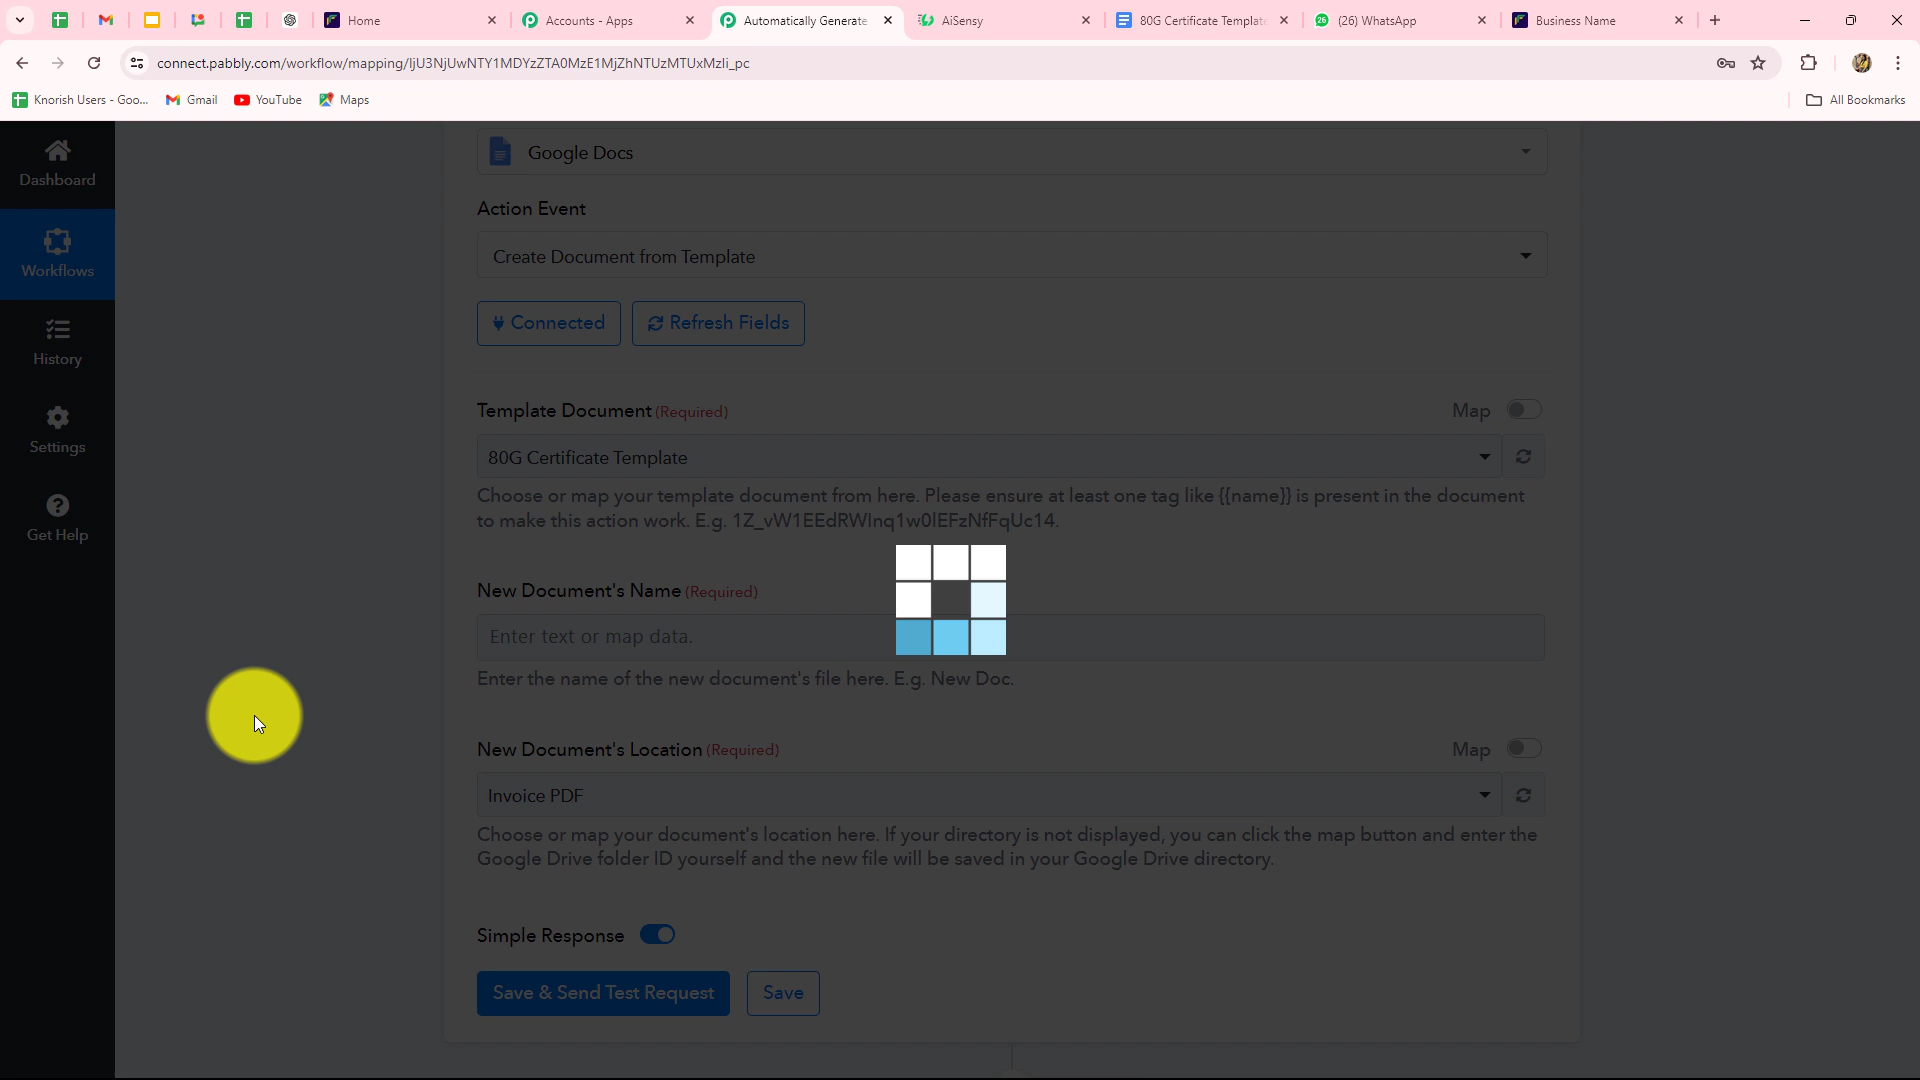 Home
Accounts - Apps
Automatically Generate
AiSensy
80G Certificate Template
26
(26) WhatsApp
Business Name
connect.pabbly.com/workflow/mapping/IjU3NjUwNTY1MDYzZTA0MzE1MjZhNTUzMTUxMzIi_pc
Knorish Users - Goo...
Gmail
YouTube
Maps
All Bookmarks
Dashboard
Workflows
History
Settings
Get Help
Google Docs
Action Event
Create Document from Template
Connected
Refresh Fields
Template Document (Required)
Map
80G Certificate Template
Choose or map your template document from here. Please ensure at least one tag like {{name}} is present in the document
to make this action work. E.g. 1Z_vW1EEdRWInq1w0lEFzNfFqUc14.
New Document's Name (Required)
Enter text or map data.
Enter the name of the new document's file here. E.g. New Doc.
New Document's Location (Required)
Map
Invoice PDF
Choose or map your document's location here. If your directory is not displayed, you can click the map button and enter the
Google Drive folder ID yourself and the new file will be saved in your Google Drive directory.
Simple Response
Save & Send Test Request
Save